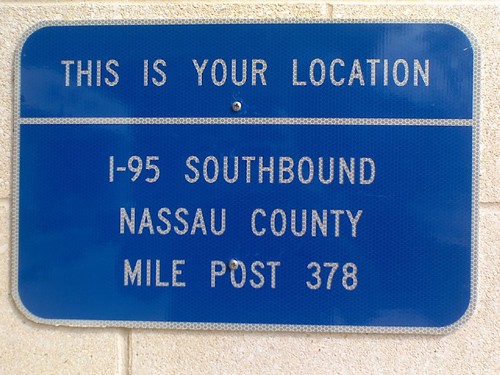 THIS IS YOUR LOCATION
I-95 SOUTHBOUND
NASSAU COUNTY
MILE POST 378